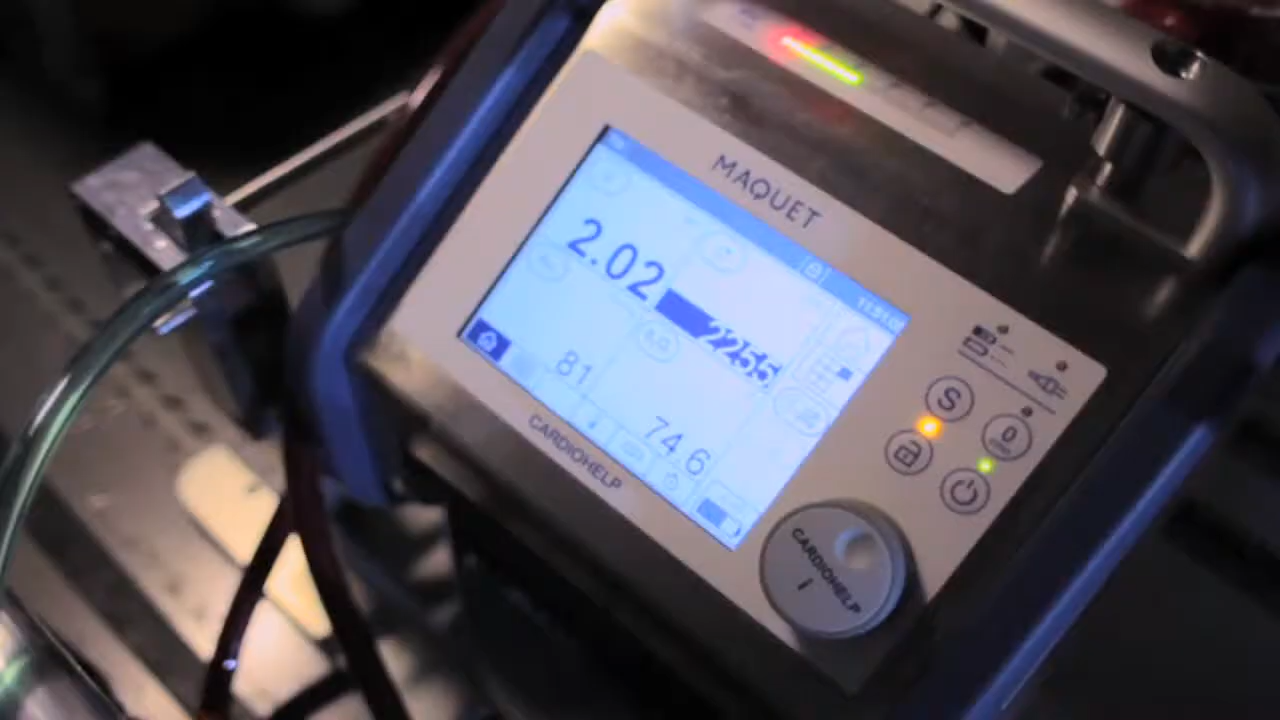 MAQUET
2.02
2255
81
74.6
CARDIOHELP
S
0
CARDIOHELP
i